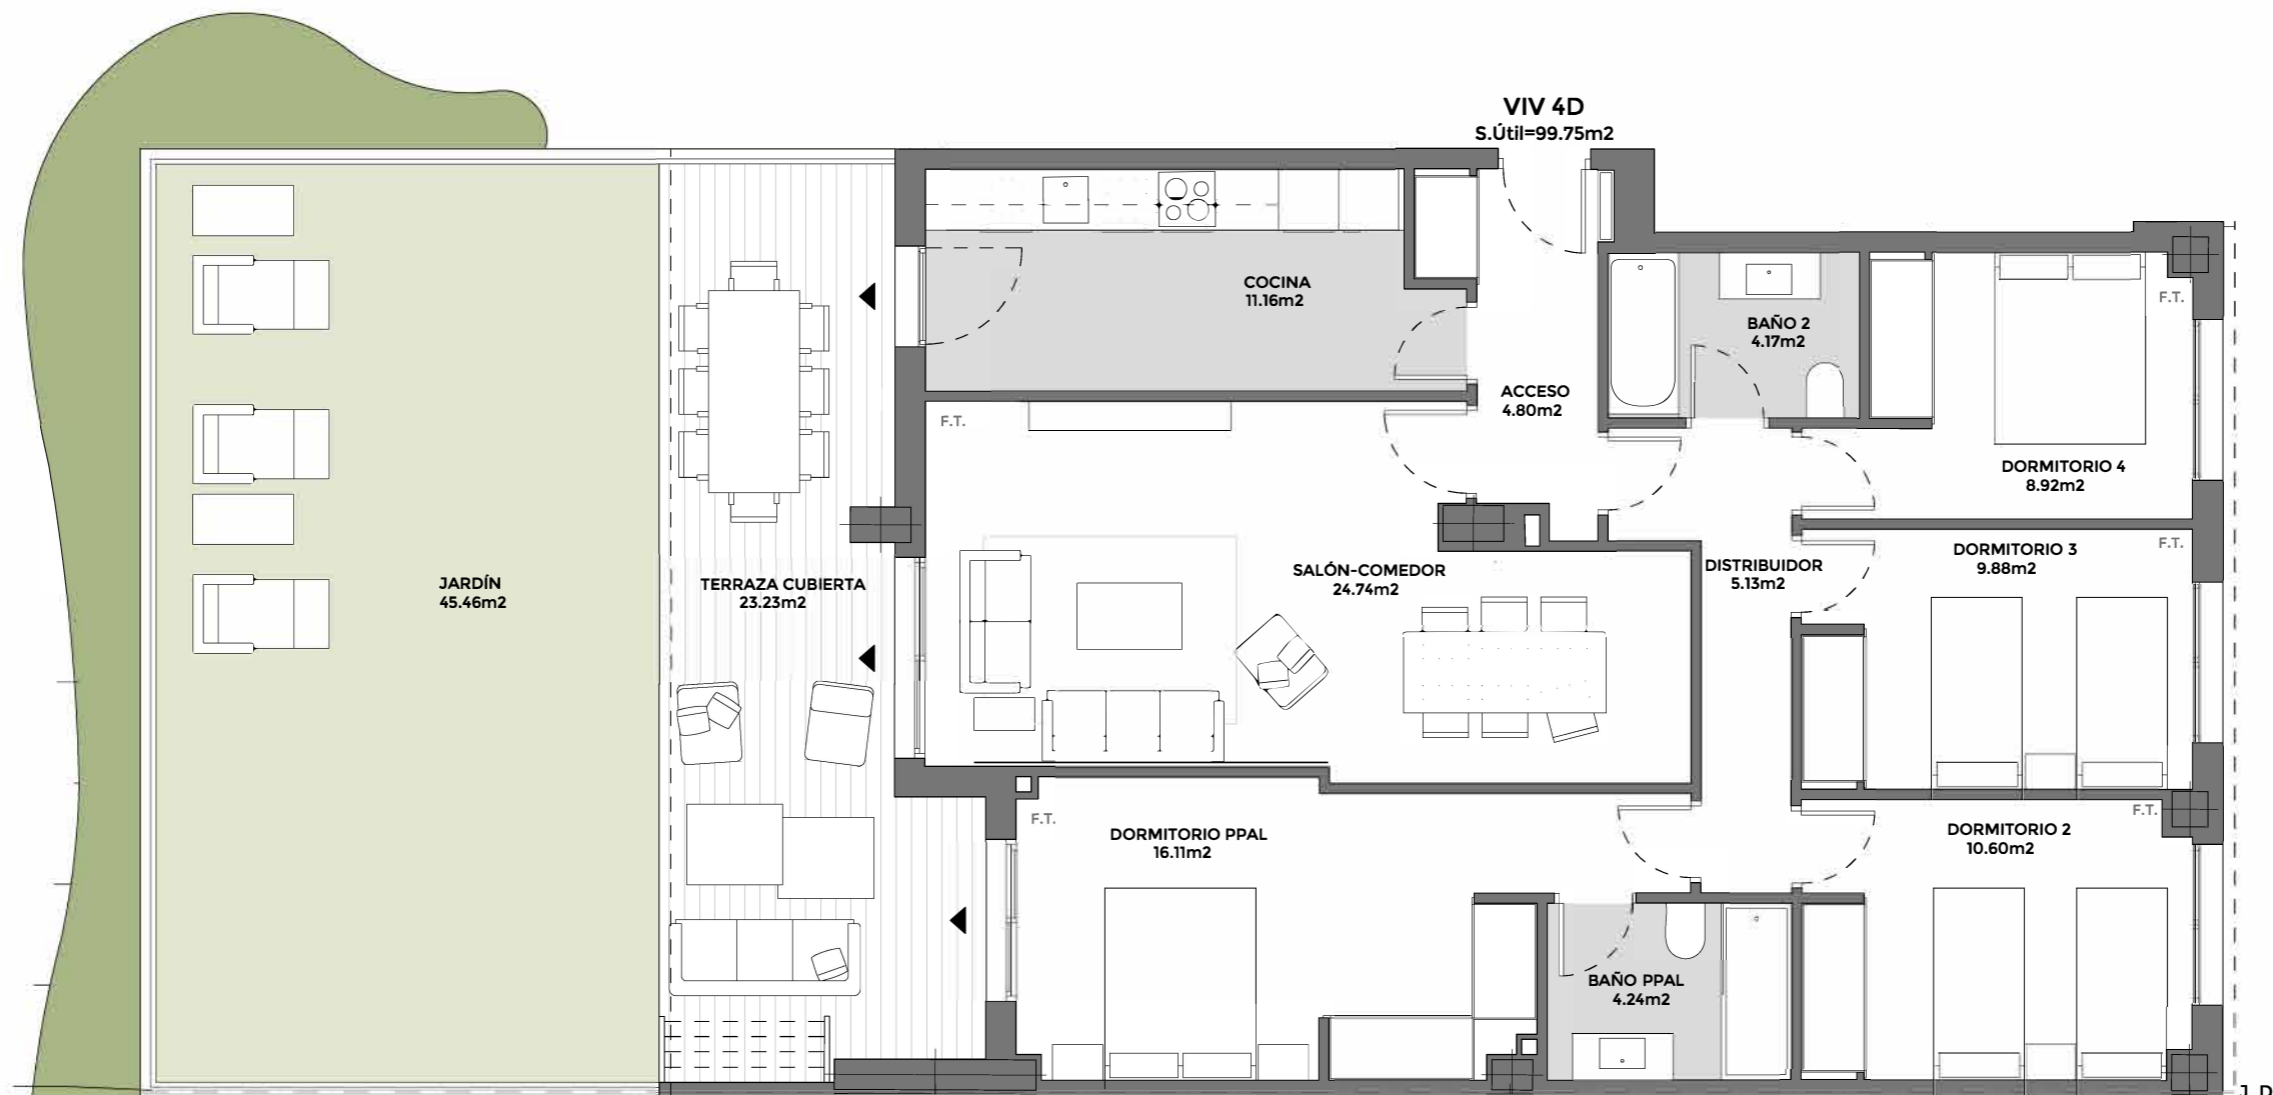 VIV 4D
S.Útil=99.75m2
COCINA
11.16m2
BAÑO 2
4.17m2
F.T.
ACCESO
4.80m2
F.T.
DORMITORIO 4
8.92m2
JARDÍN
45.46m2
TERRAZA CUBIERTA
23.23m2
SALÓN-COMEDOR
24.74m2
DISTRIBUIDOR
5.13m2
DORMITORIO 3
9.88m2
F.T.
F.T.
DORMITORIO PPAL
16.11m2
DORMITORIO 2
10.60m2
F.T.
BAÑO PPAL
4.24m2